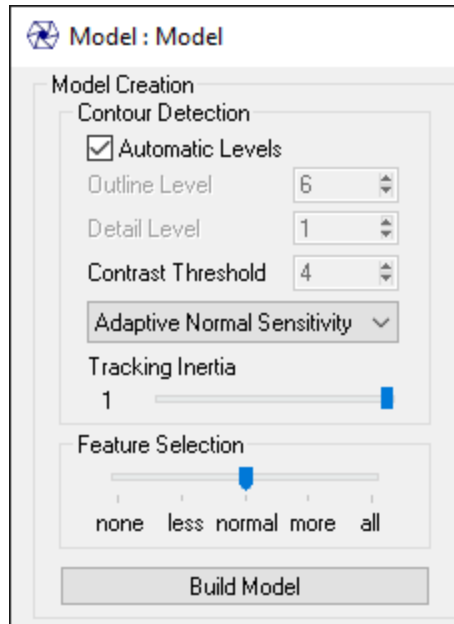 Model : Model
Model Creation
Contour Detection
Automatic Levels
Outline Level 6
Detail Level 1
Contrast Threshold 4
Adaptive Normal Sensitivity
Tracking Inertia
1
Feature Selection
none less normal more all
Build Model